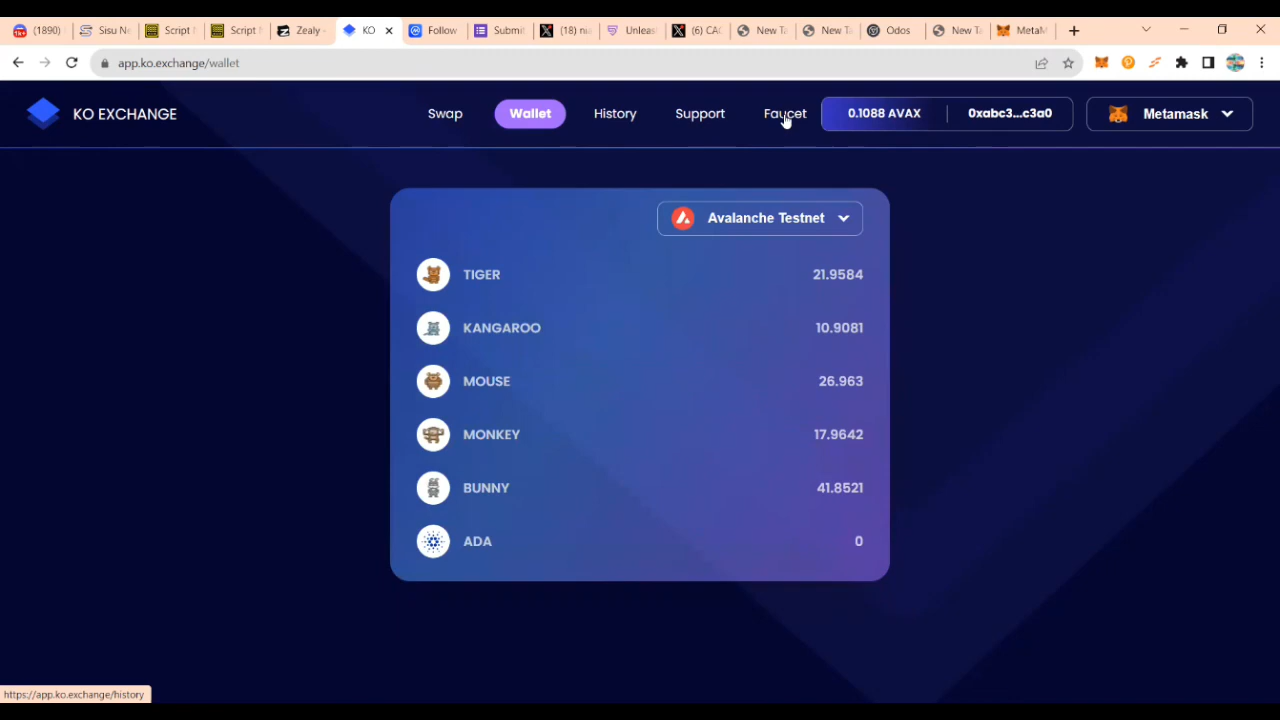 (1890)
Sisu Ne
Script
Script
Zealy -
KO
Follow
Submit
(18) ni
Unleas
(6) CAC
New Ta
New Ta
Odos
New Ta
MetaM
app.ko.exchange/wallet
KO EXCHANGE
Swap
Wallet
History
Support
Faucet
0.1088 AVAX
0xabc3...c3a0
Metamask
Avalanche Testnet
TIGER 21.9584
KANGAROO 10.9081
MOUSE 26.963
MONKEY 17.9642
BUNNY 41.8521
ADA 0
https://app.ko.exchange/history